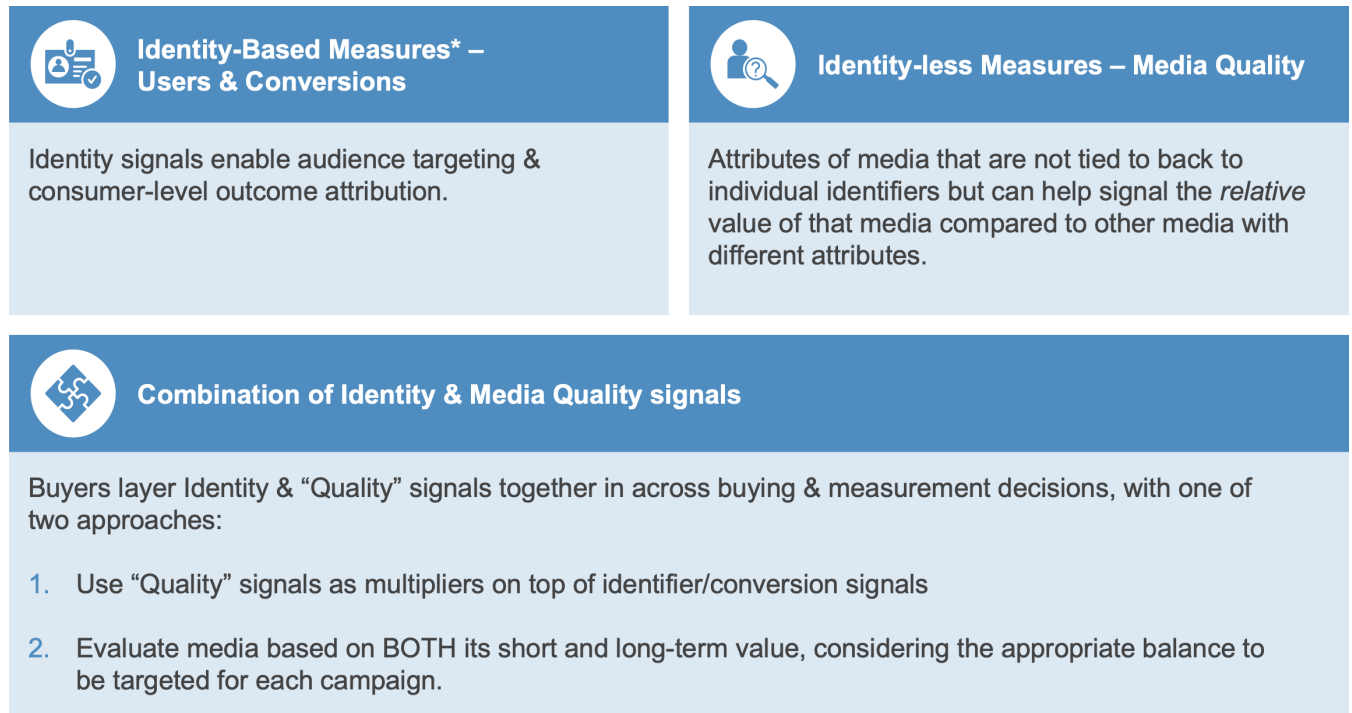 Identity-Based Measures* –
Users & Conversions
Identity signals enable audience targeting &
consumer-level outcome attribution.
Identity-less Measures – Media Quality
Attributes of media that are not tied to back to
individual identifiers but can help signal the relative
value of that media compared to other media with
different attributes.
Combination of Identity & Media Quality signals
Buyers layer Identity & “Quality” signals together in across buying & measurement decisions, with one of
two approaches:
1. Use “Quality” signals as multipliers on top of identifier/conversion signals
2. Evaluate media based on BOTH its short and long-term value, considering the appropriate balance to
be targeted for each campaign.